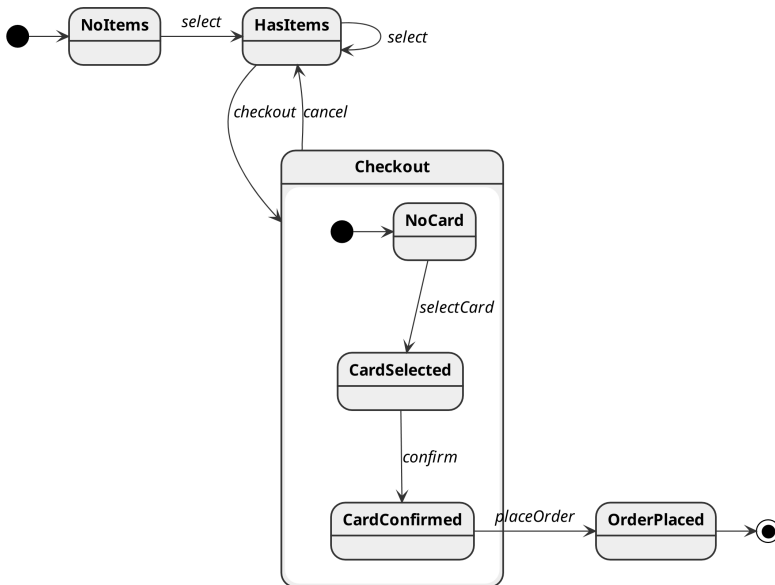 NoItems
select
HasItems
select
checkout
cancel
Checkout
NoCard
selectCard
CardSelected
confirm
CardConfirmed
placeOrder
OrderPlaced